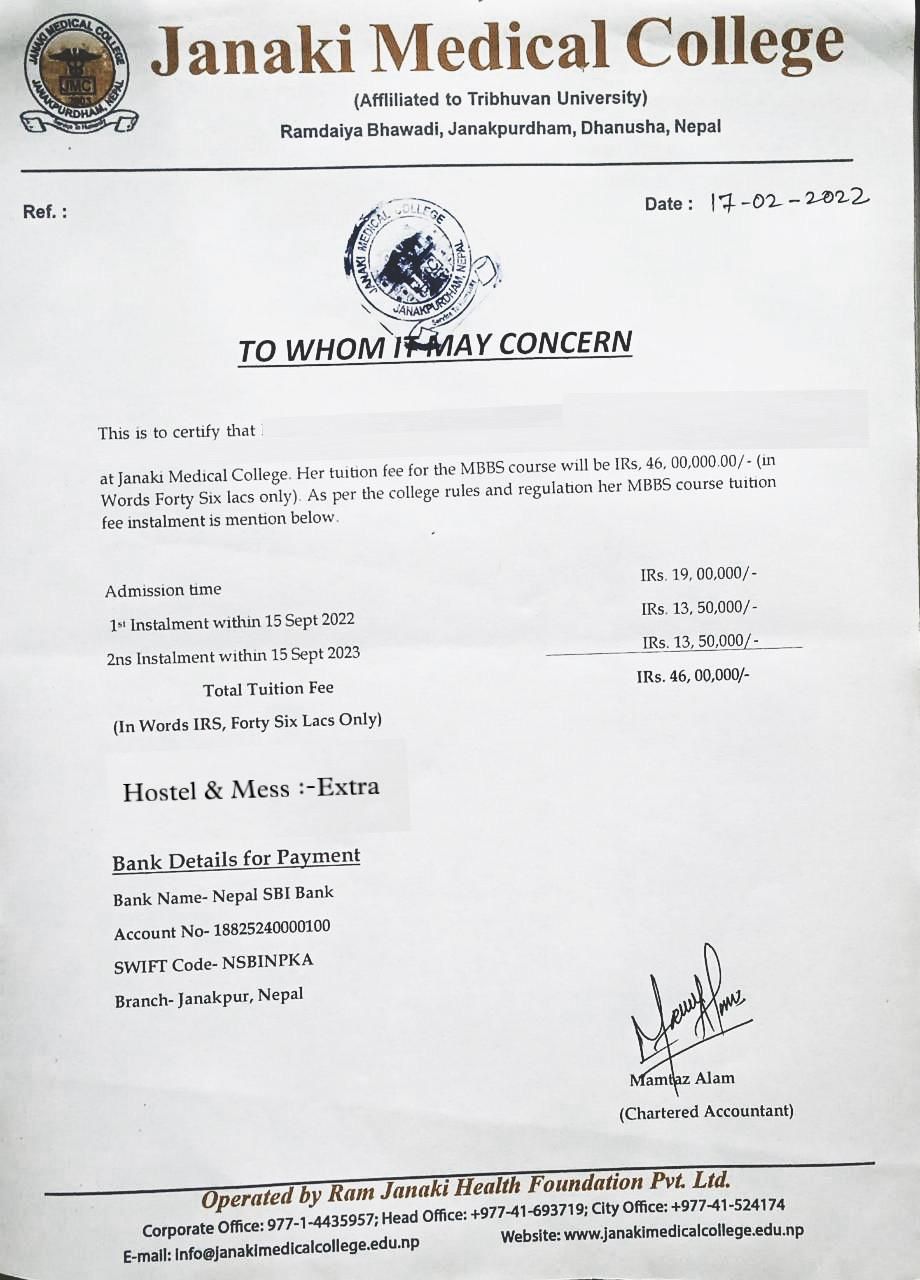 JANAKI MEDICAL COLLEGE
JMC
2003
JANAKPURDHAM, NEPAL
Service To Humanity
Janaki Medical College
(Affliliated to Tribhuvan University)
Ramdaiya Bhawadi, Janakpurdham, Dhanusha, Nepal
Ref. :
Date : 17-02-2022
JANAKI MEDICAL COLLEGE
JANAKPURDHAM, NEPAL
Service To Humanity
TO WHOM IT MAY CONCERN
This is to certify that
at Janaki Medical College. Her tuition fee for the MBBS course will be IRs, 46, 00,000.00/- (in
Words Forty Six lacs only). As per the college rules and regulation her MBBS course tuition
fee instalment is mention below.
Admission time IRs. 19, 00,000/-
1st Instalment within 15 Sept 2022 IRs. 13, 50,000/-
2ns Instalment within 15 Sept 2023 IRs. 13, 50,000/-
Total Tuition Fee IRs. 46, 00,000/-
(In Words IRS, Forty Six Lacs Only)
Hostel & Mess :-Extra
Bank Details for Payment
Bank Name- Nepal SBI Bank
Account No- 18825240000100
SWIFT Code- NSBINPKA
Branch- Janakpur, Nepal
Mamtaz Alam
(Chartered Accountant)
Operated by Ram Janaki Health Foundation Pvt. Ltd.
Corporate Office: 977-1-4435957; Head Office: +977-41-693719; City Office: +977-41-524174
E-mail: info@janakimedicalcollege.edu.np Website: www.janakimedicalcollege.edu.np